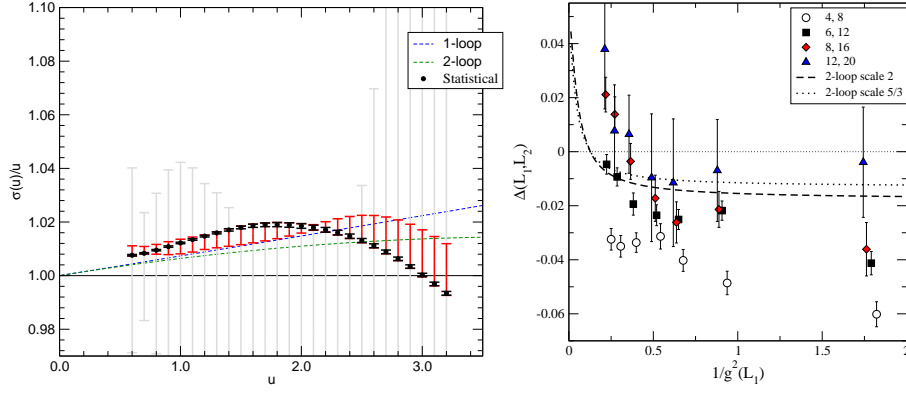 1.10
1.08
1.06
1.04
1.02
1.00
0.98
σ(u)/u
0.0
1.0
2.0
3.0
u
1-loop
2-loop
Statistical
0.04
0.02
0
-0.02
-0.04
-0.06
Δ(L₁,L₂)
0
0.5
1
1.5
2
1/g²(L₁)
4, 8
6, 12
8, 16
12, 20
2-loop scale 2
2-loop scale 5/3